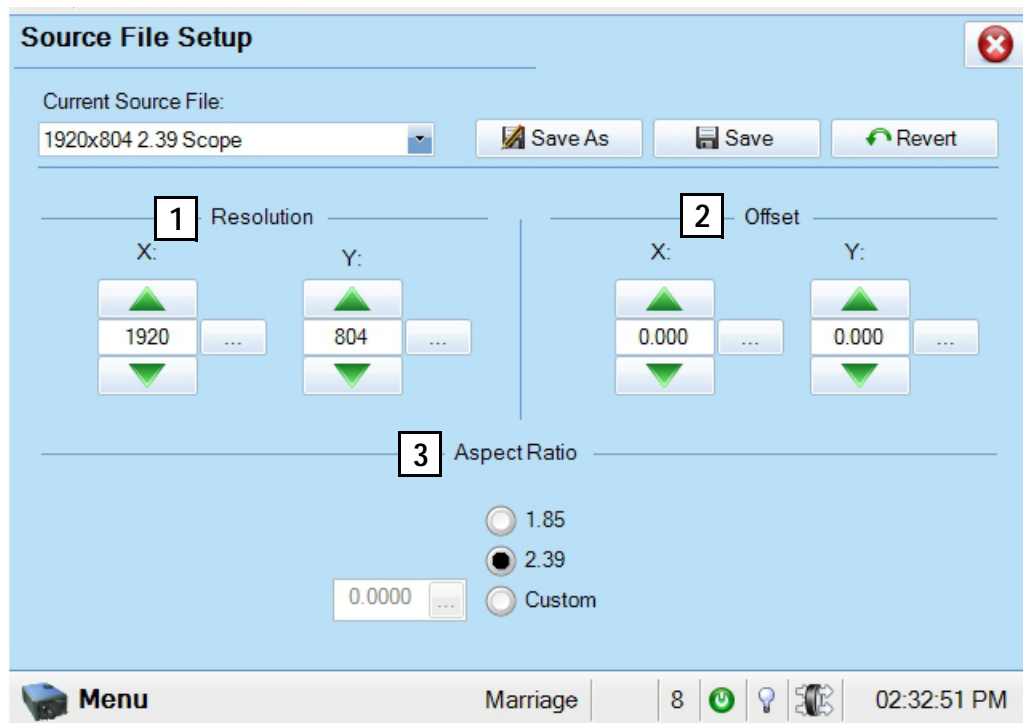 Source File Setup
Current Source File:
1920x804 2.39 Scope
Save As
Save
Revert
1 Resolution
2 Offset
X:
Y:
X:
Y:
1920
...
804
...
0.000
...
0.000
...
3 Aspect Ratio
1.85
2.39
0.0000 ...
Custom
Menu
Marriage
8
02:32:51 PM